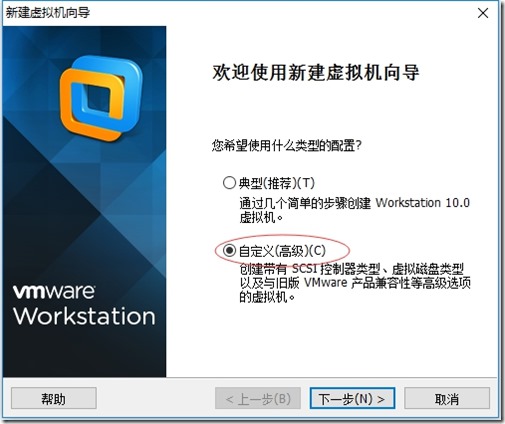 新建虚拟机向导
欢迎使用新建虚拟机向导
您希望使用什么类型的配置?
典型(推荐)(T)
通过几个简单的步骤创建 Workstation 10.0
虚拟机。
自定义(高级)(C)
创建带有 SCSI 控制器类型、虚拟磁盘类型
以及与旧版 VMware 产品兼容性等高级选项
的虚拟机。
vmware
Workstation
帮助
< 上一步(B)
下一步(N) >
取消